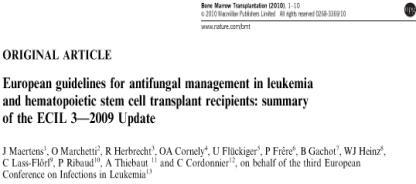 Bone Marrow Transplantation (2010), 1–10
© 2010 Macmillan Publishers Limited All rights reserved 0268-3369/10
www.nature.com/bmt
ORIGINAL ARTICLE
European guidelines for antifungal management in leukemia
and hematopoietic stem cell transplant recipients: summary
of the ECIL 3—2009 Update
J Maertens¹, O Marchetti², R Herbrecht³, OA Cornely⁴, U Flückiger⁵, P Frêre⁶, B Gachot⁷, WJ Heinz⁸,
C Lass-Flörl⁹, P Ribaud¹⁰, A Thiebaut¹¹ and C Cordonnier¹², on behalf of the third European
Conference on Infections in Leukemia¹³